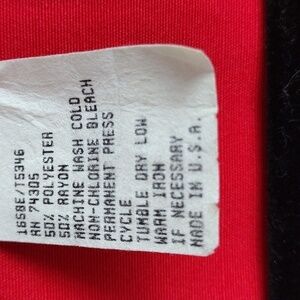 1658E/T5346
RN 74305
50% POLYESTER
50% RAYON
MACHINE WASH COLD
NON-CHLORINE BLEACH
PERMANENT PRESS
CYCLE
TUMBLE DRY LOW
WARM IRON
IF NECESSARY
MADE IN U.S.A.